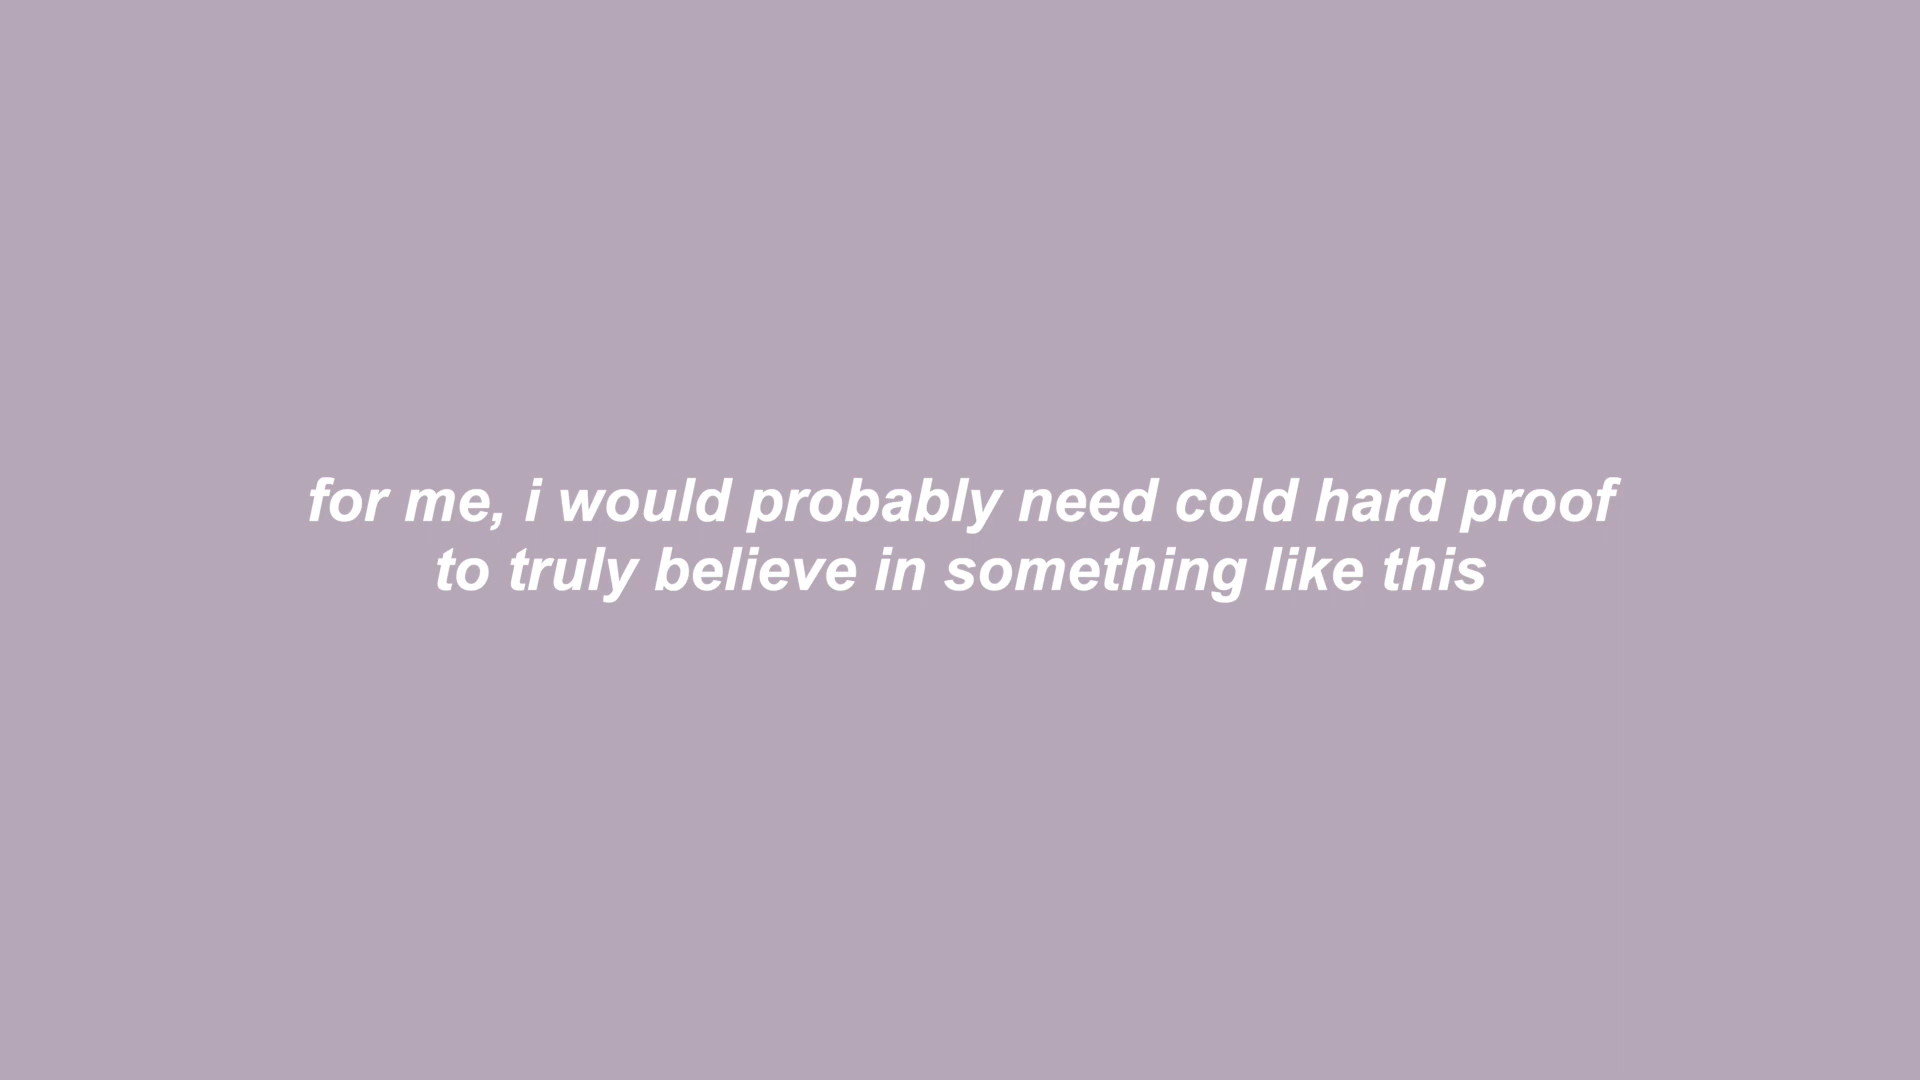 for me, i would probably need cold hard proof
to truly believe in something like this